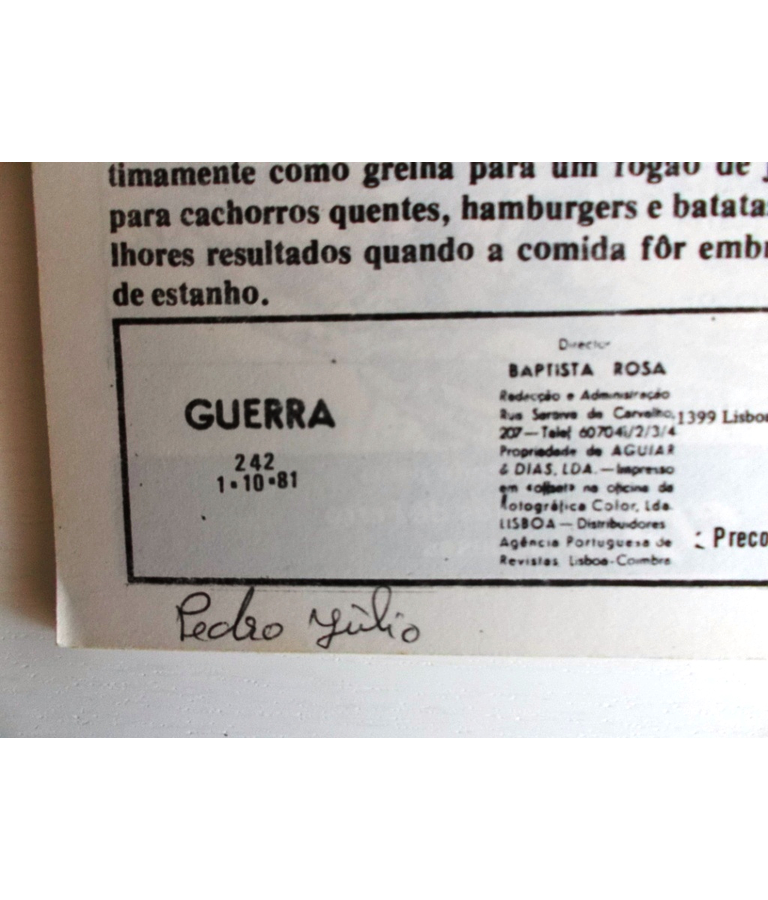 timamente como grelha para um fogão de
para cachorros quentes, hamburgers e batata
lhores resultados quando a comida fôr emb
de estanho.
GUERRA
242
1•10•81
Director
BAPTISTA ROSA
Redacção e Administração
Rua Saraiva de Carvalho, 1399 Lisboa
207—Telef 607041/2/3/4
Propriedade de AGUIAR
& DIAS, LDA.—Impresso
em «offset» na oficina da
Fotográfica Color, Lda.
LISBOA—Distribuidores
Agência Portuguesa de
Revistas Lisboa-Coimbra
: Preço
Pedro Júlio